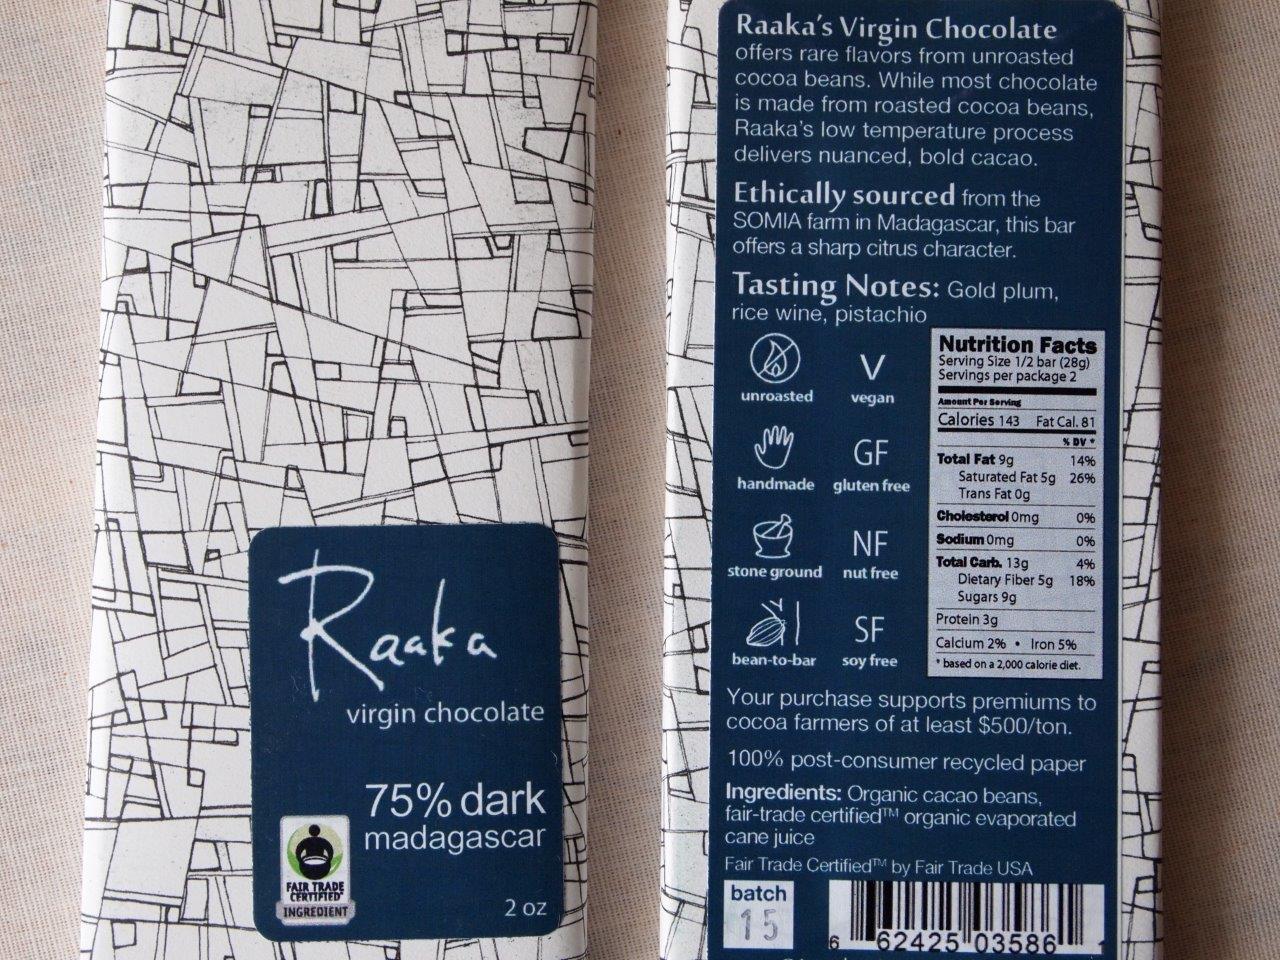 Raaka
virgin chocolate
75% dark
madagascar
FAIR TRADE
CERTIFIED
INGREDIENT
2 oz
Raaka's Virgin Chocolate
offers rare flavors from unroasted
cocoa beans. While most chocolate
is made from roasted cocoa beans,
Raaka's low temperature process
delivers nuanced, bold cacao.
Ethically sourced from the
SOMIA farm in Madagascar, this bar
offers a sharp citrus character.
Tasting Notes: Gold plum,
rice wine, pistachio
unroasted
V
vegan
handmade
GF
gluten free
stone ground
NF
nut free
bean-to-bar
SF
soy free
Nutrition Facts
Serving Size 1/2 bar (28g)
Servings per package 2
Amount Per Serving
Calories 143 Fat Cal. 81
% DV *
Total Fat 9g 14%
Saturated Fat 5g 26%
Trans Fat 0g
Cholesterol 0mg 0%
Sodium 0mg 0%
Total Carb. 13g 4%
Dietary Fiber 5g 18%
Sugars 9g
Protein 3g
Calcium 2% • Iron 5%
* based on a 2,000 calorie diet.
Your purchase supports premiums to
cocoa farmers of at least $500/ton.
100% post-consumer recycled paper
Ingredients: Organic cacao beans,
fair-trade certified™ organic evaporated
cane juice
Fair Trade Certified™ by Fair Trade USA
batch
15
6 62425 03586 1